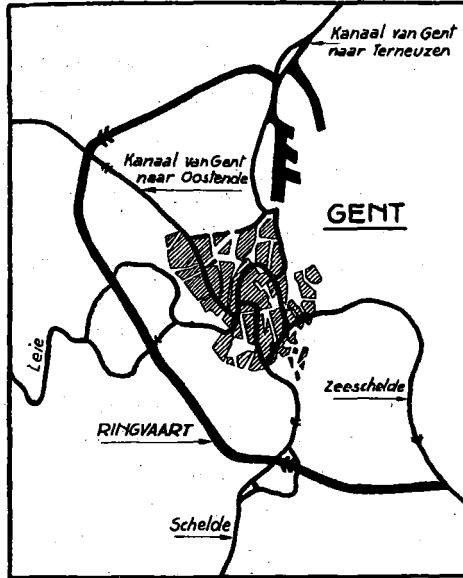 Kanaal van Gent
naar Terneuzen
Kanaal van Gent
naar Oostende
GENT
Leie
Zeeschelde
RINGVAART
Schelde